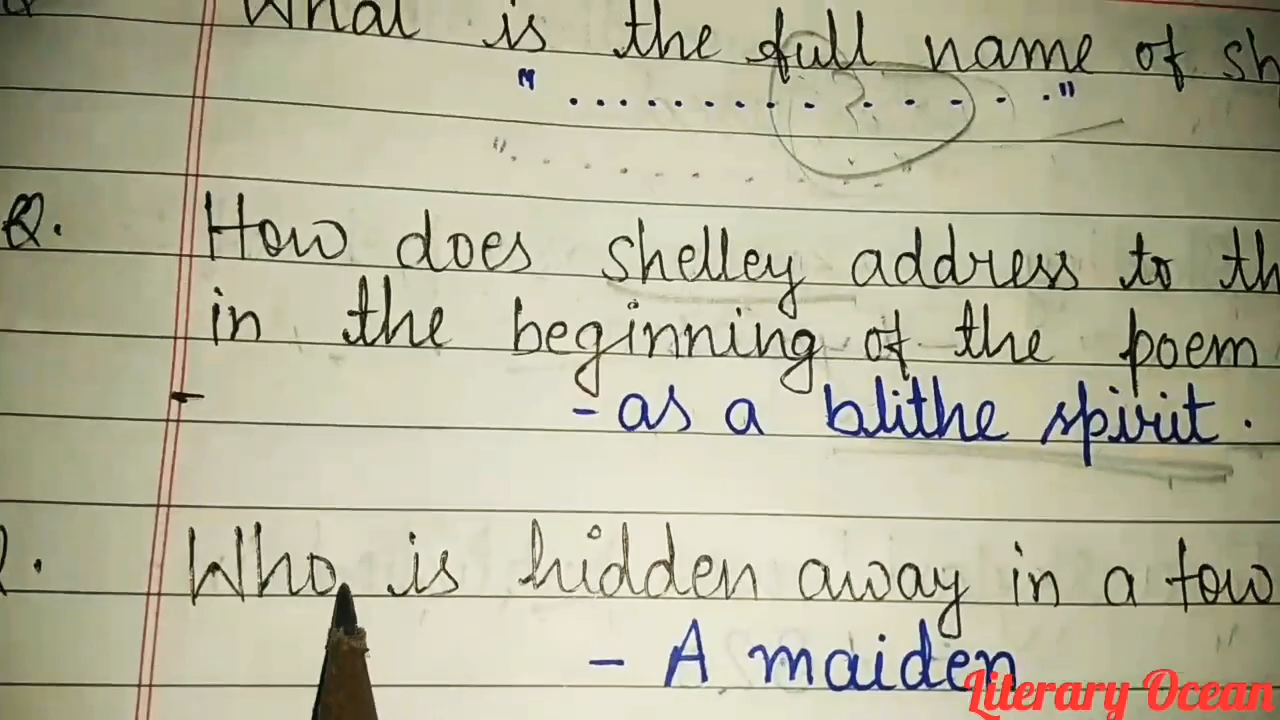 What is the full name of sh
" . . . . . . . . . . . . . "
Q. How does shelley address to th
in the beginning of the poem
- as a blithe spirit.
. Who is hidden away in a tow
- A maiden
Literary Ocean